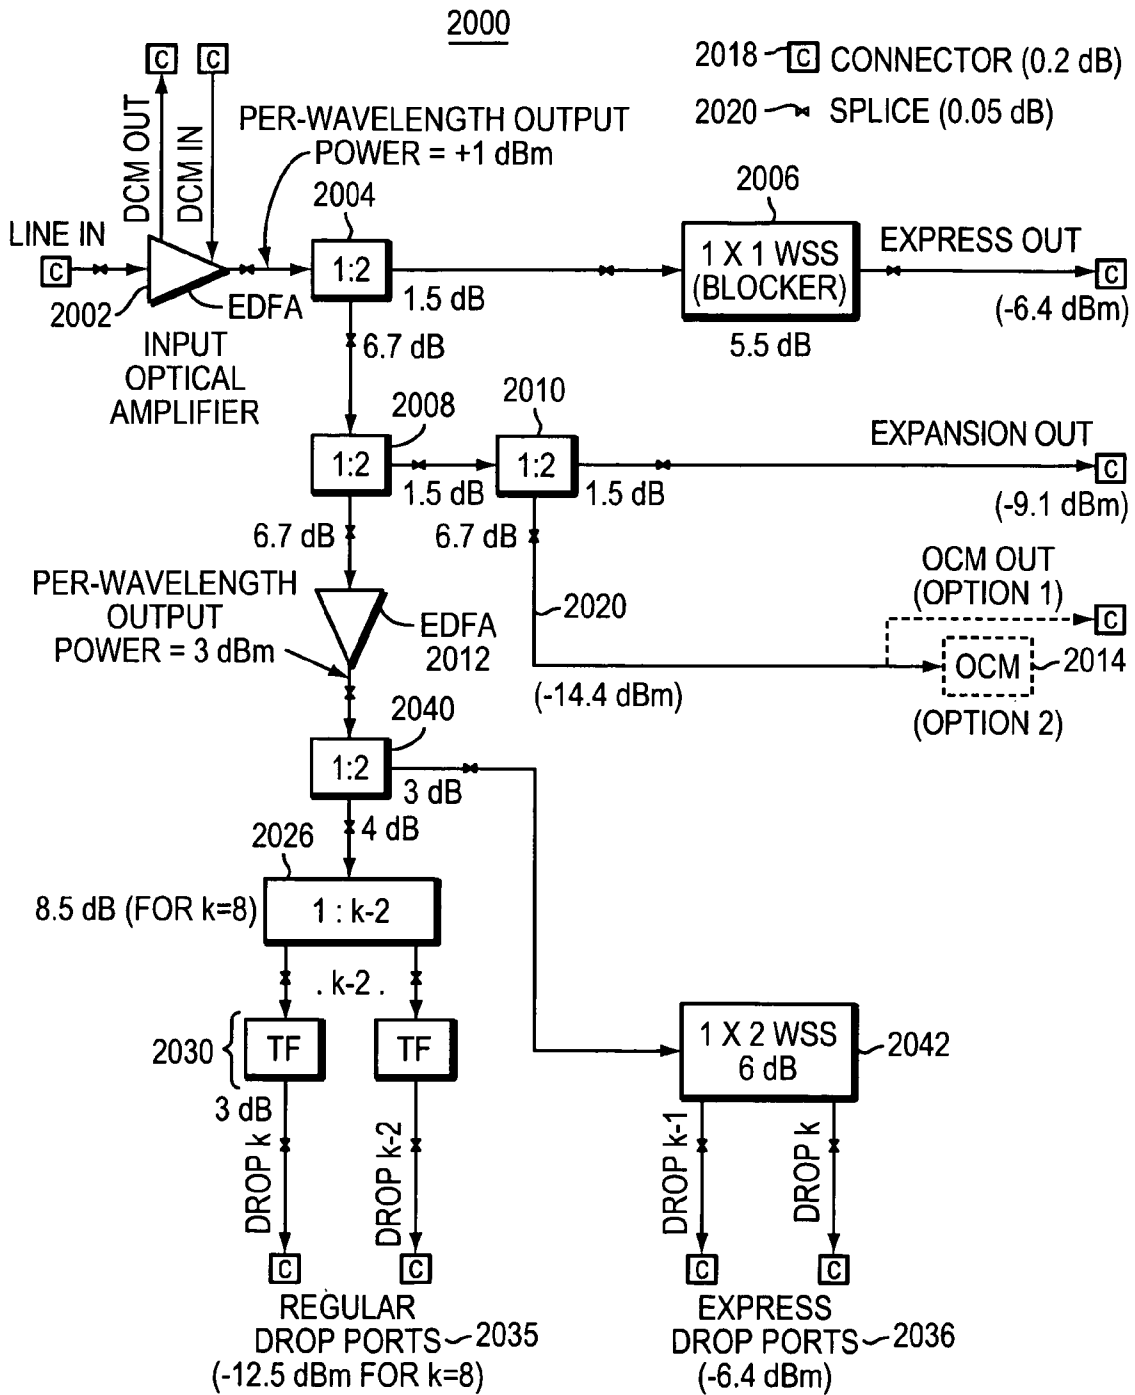 2000
2018 C CONNECTOR (0.2 dB)
2020 SPLICE (0.05 dB)
C C
DCM OUT
DCM IN
PER-WAVELENGTH OUTPUT
POWER = +1 dBm
LINE IN
C
2002
EDFA
INPUT
OPTICAL
AMPLIFIER
2004
1:2
1.5 dB
6.7 dB
2006
1 X 1 WSS
(BLOCKER)
5.5 dB
EXPRESS OUT
C
(-6.4 dBm)
2008
1:2
1.5 dB
6.7 dB
2010
1:2
1.5 dB
6.7 dB
EXPANSION OUT
C
(-9.1 dBm)
PER-WAVELENGTH
OUTPUT
POWER = 3 dBm
EDFA
2012
2020
(-14.4 dBm)
OCM OUT
(OPTION 1)
C
OCM
2014
(OPTION 2)
2040
1:2
3 dB
4 dB
2026
8.5 dB (FOR k=8)
1 : k-2
. k-2 .
2030
TF
TF
3 dB
DROP k
DROP k-2
C
C
REGULAR
DROP PORTS 2035
(-12.5 dBm FOR k=8)
1 X 2 WSS
6 dB
2042
DROP k-1
DROP k
C
C
EXPRESS
DROP PORTS 2036
(-6.4 dBm)